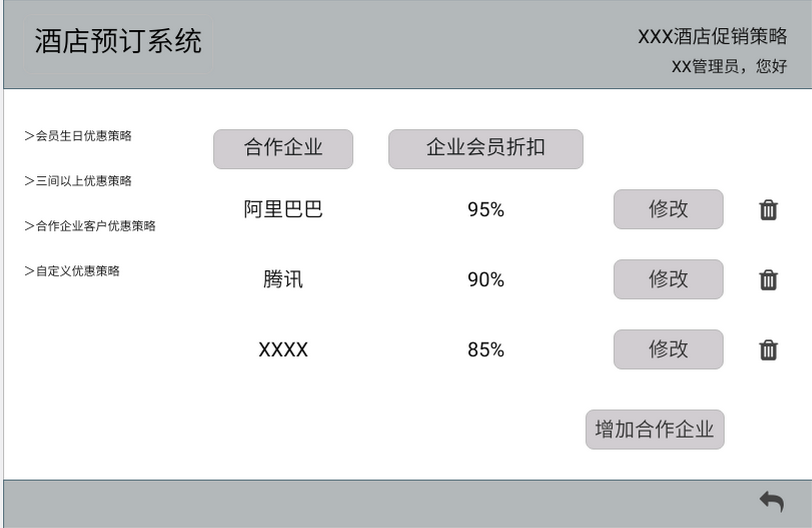 酒店预订系统
XXX酒店促销策略
XX管理员，您好
>会员生日优惠策略
>三间以上优惠策略
>合作企业客户优惠策略
>自定义优惠策略
合作企业 企业会员折扣
阿里巴巴 95% 修改
腾讯 90% 修改
XXXX 85% 修改
增加合作企业